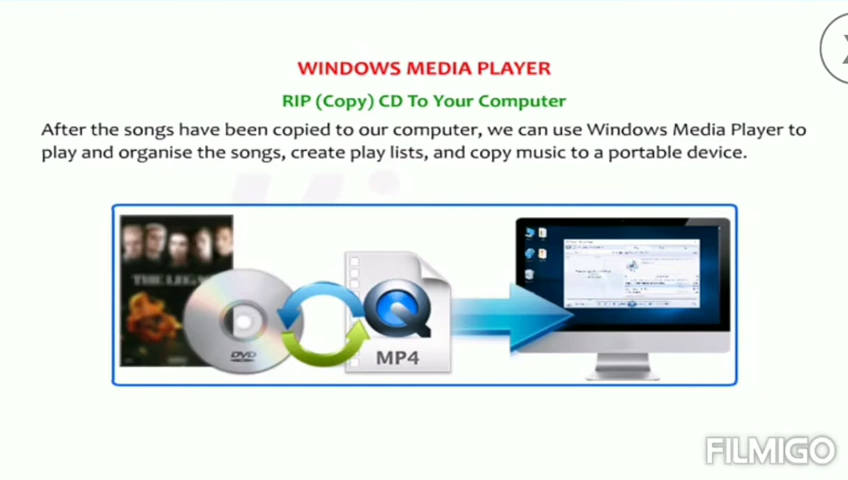 WINDOWS MEDIA PLAYER
RIP (Copy) CD To Your Computer
After the songs have been copied to our computer, we can use Windows Media Player to
play and organise the songs, create play lists, and copy music to a portable device.
DVD
MP4
FILMIGO